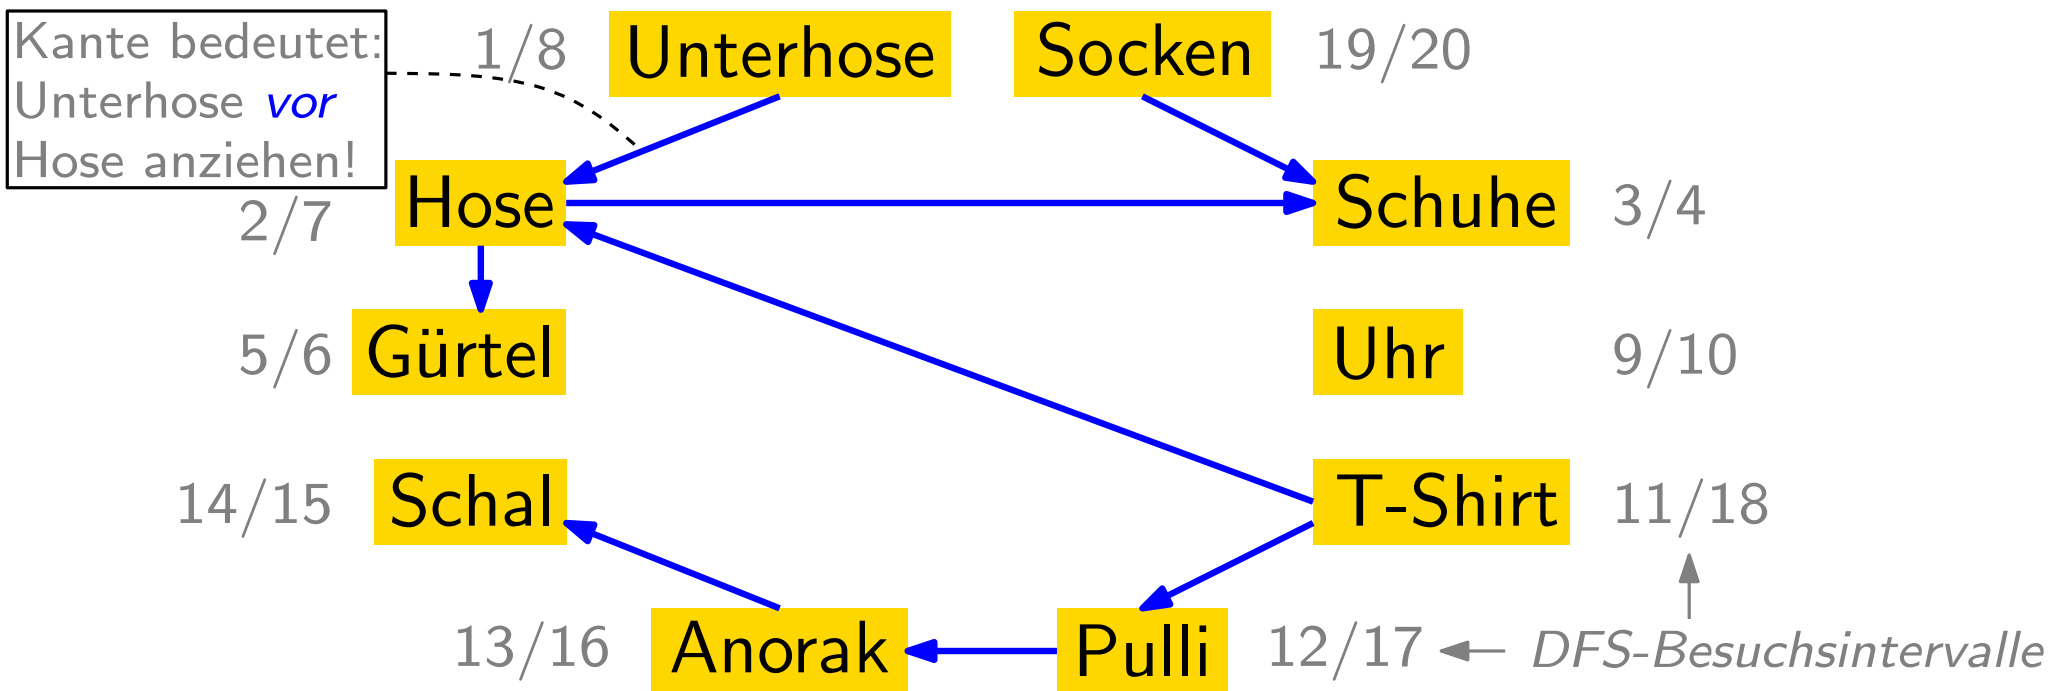 Kante bedeutet:
Unterhose vor
Hose anziehen!
1/8
Unterhose
Socken
19/20
2/7
Hose
Schuhe
3/4
5/6
Gürtel
Uhr
9/10
14/15
Schal
T-Shirt
11/18
13/16
Anorak
Pulli
12/17
DFS-Besuchsintervalle